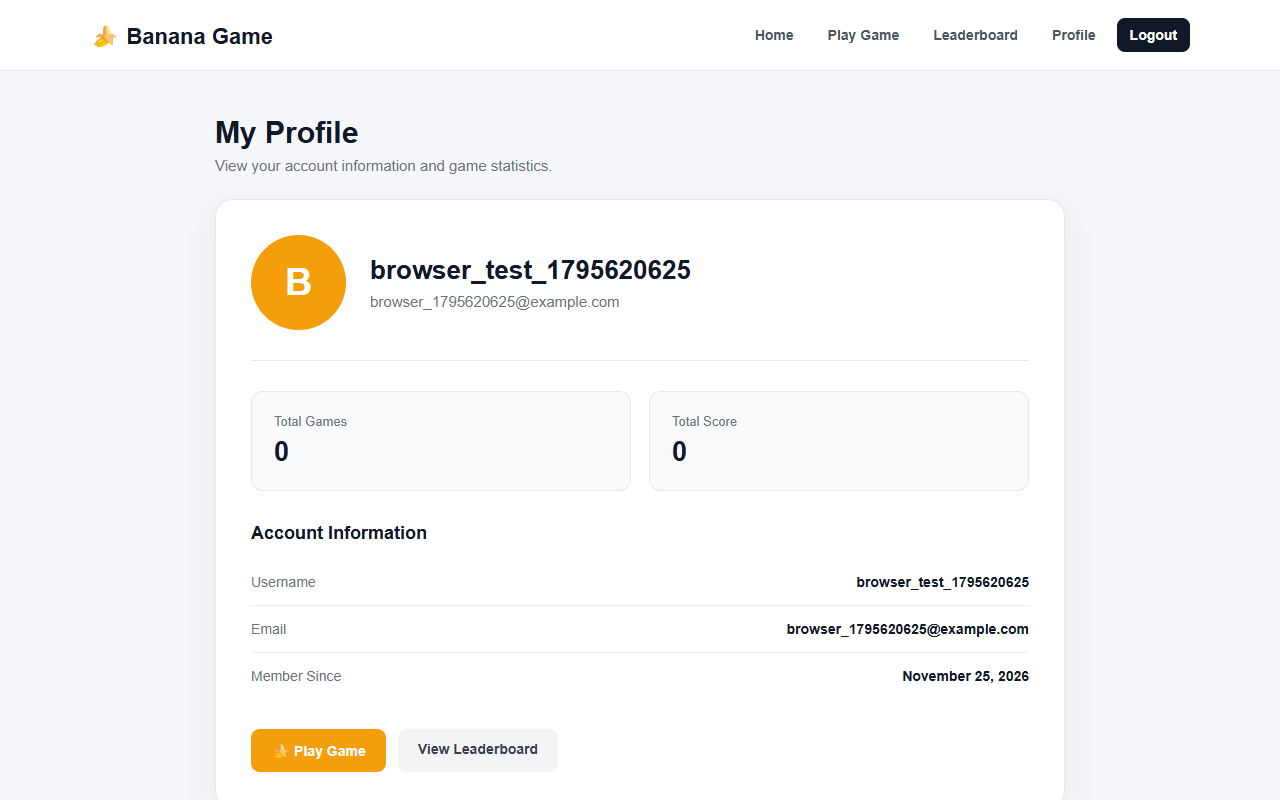 🍌 Banana Game
Home Play Game Leaderboard Profile Logout
My Profile
View your account information and game statistics.
B
browser_test_1795620625
browser_1795620625@example.com
Total Games
0
Total Score
0
Account Information
Username browser_test_1795620625
Email browser_1795620625@example.com
Member Since November 25, 2026
🍌 Play Game View Leaderboard